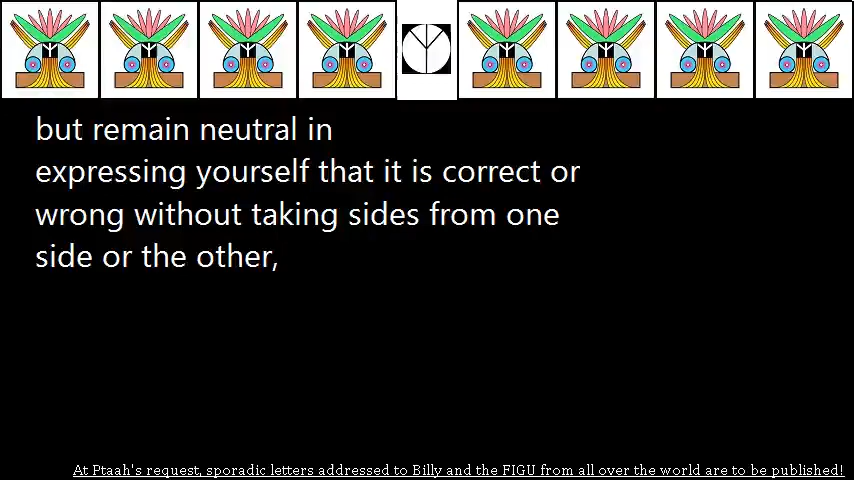 but remain neutral in
expressing yourself that it is correct or
wrong without taking sides from one
side or the other,
At Ptaah's request, sporadic letters addressed to Billy and the FIGU from all over the world are to be published!